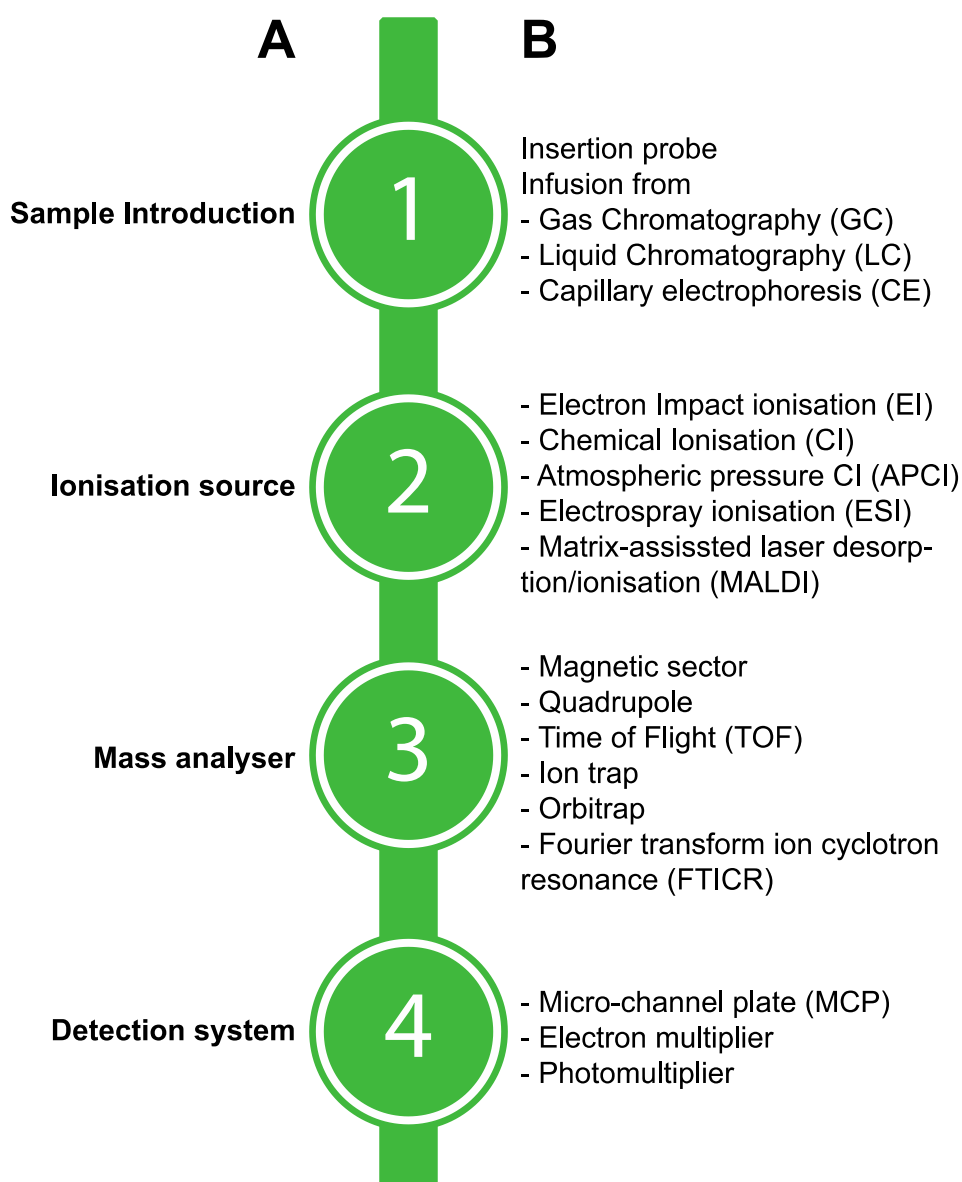 A
B
1
Sample Introduction
Insertion probe
Infusion from
- Gas Chromatography (GC)
- Liquid Chromatography (LC)
- Capillary electrophoresis (CE)
2
Ionisation source
- Electron Impact ionisation (EI)
- Chemical Ionisation (CI)
- Atmospheric pressure CI (APCI)
- Electrospray ionisation (ESI)
- Matrix-assissted laser desorp-
tion/ionisation (MALDI)
3
Mass analyser
- Magnetic sector
- Quadrupole
- Time of Flight (TOF)
- Ion trap
- Orbitrap
- Fourier transform ion cyclotron
resonance (FTICR)
4
Detection system
- Micro-channel plate (MCP)
- Electron multiplier
- Photomultiplier